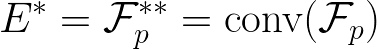 $E^* = \mathcal{F}_p^{**} = \mathrm{conv}(\mathcal{F}_p)$